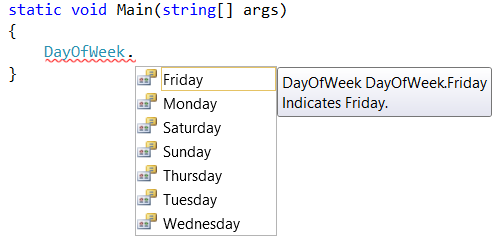 static void Main(string[] args)
{
DayOfWeek.
}
Friday
Monday
Saturday
Sunday
Thursday
Tuesday
Wednesday
DayOfWeek DayOfWeek.Friday
Indicates Friday.